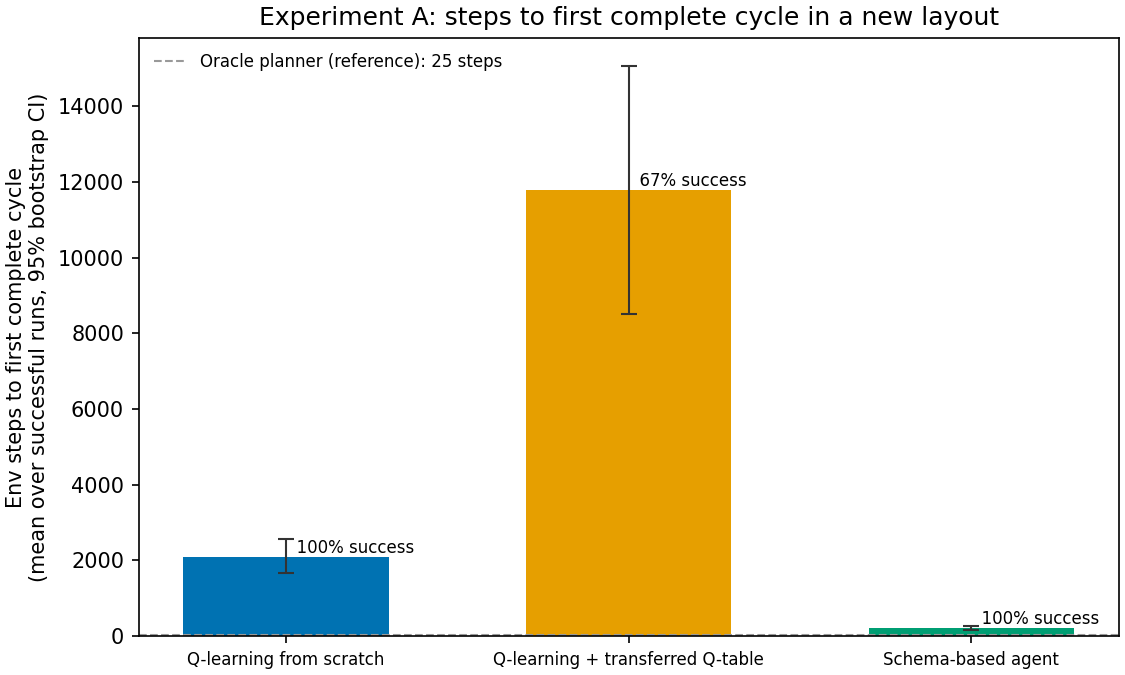 Experiment A: steps to first complete cycle in a new layout
Oracle planner (reference): 25 steps
Env steps to first complete cycle
(mean over successful runs, 95% bootstrap CI)
14000
12000
10000
8000
6000
4000
2000
0
100% success
67% success
100% success
Q-learning from scratch
Q-learning + transferred Q-table
Schema-based agent